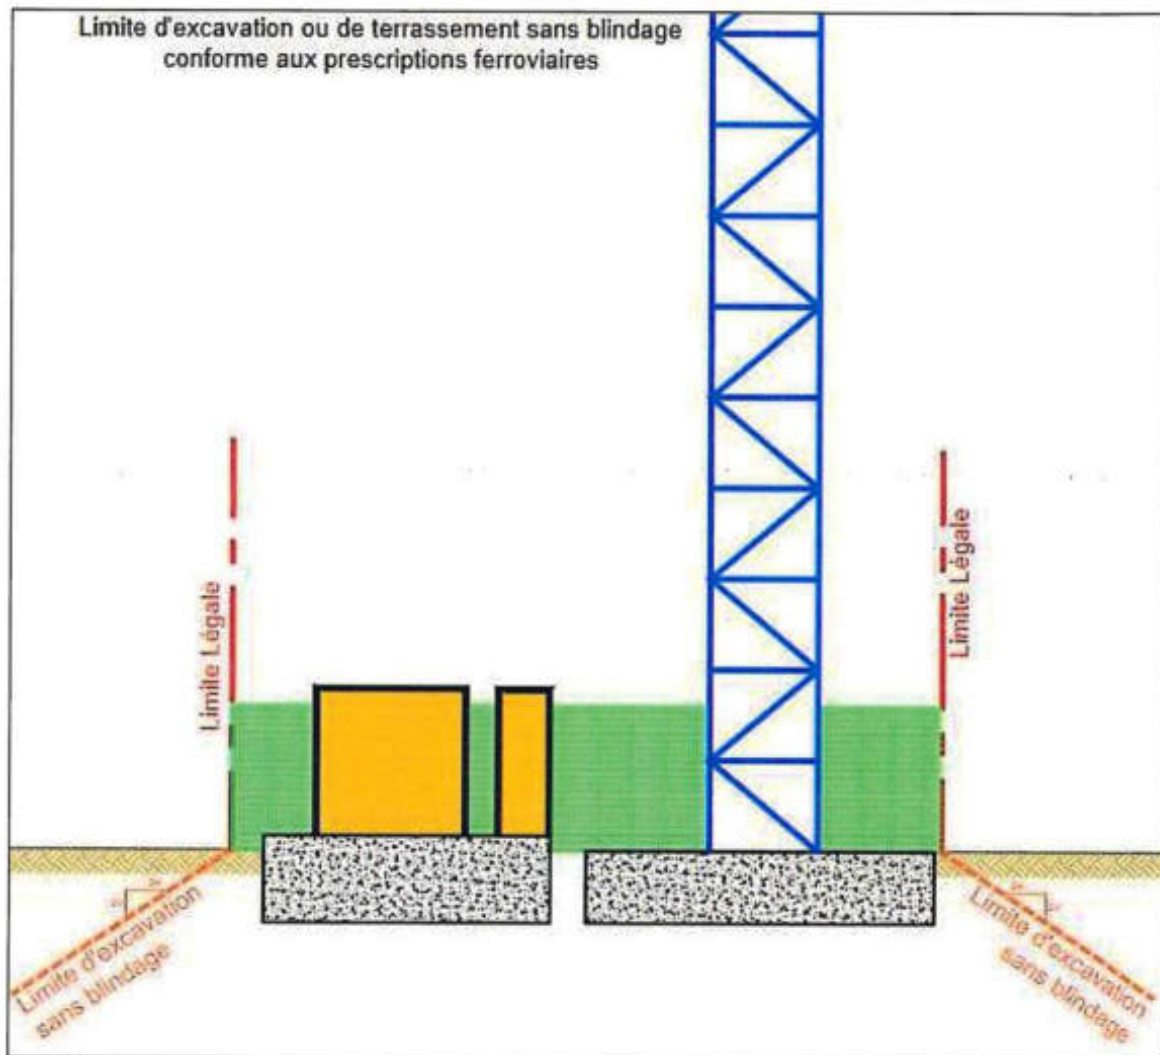 Limite d'excavation ou de terrassement sans blindage
conforme aux prescriptions ferroviaires
Limite Légale
Limite Légale
Limite d'excavation
sans blindage
Limite d'excavation
sans blindage